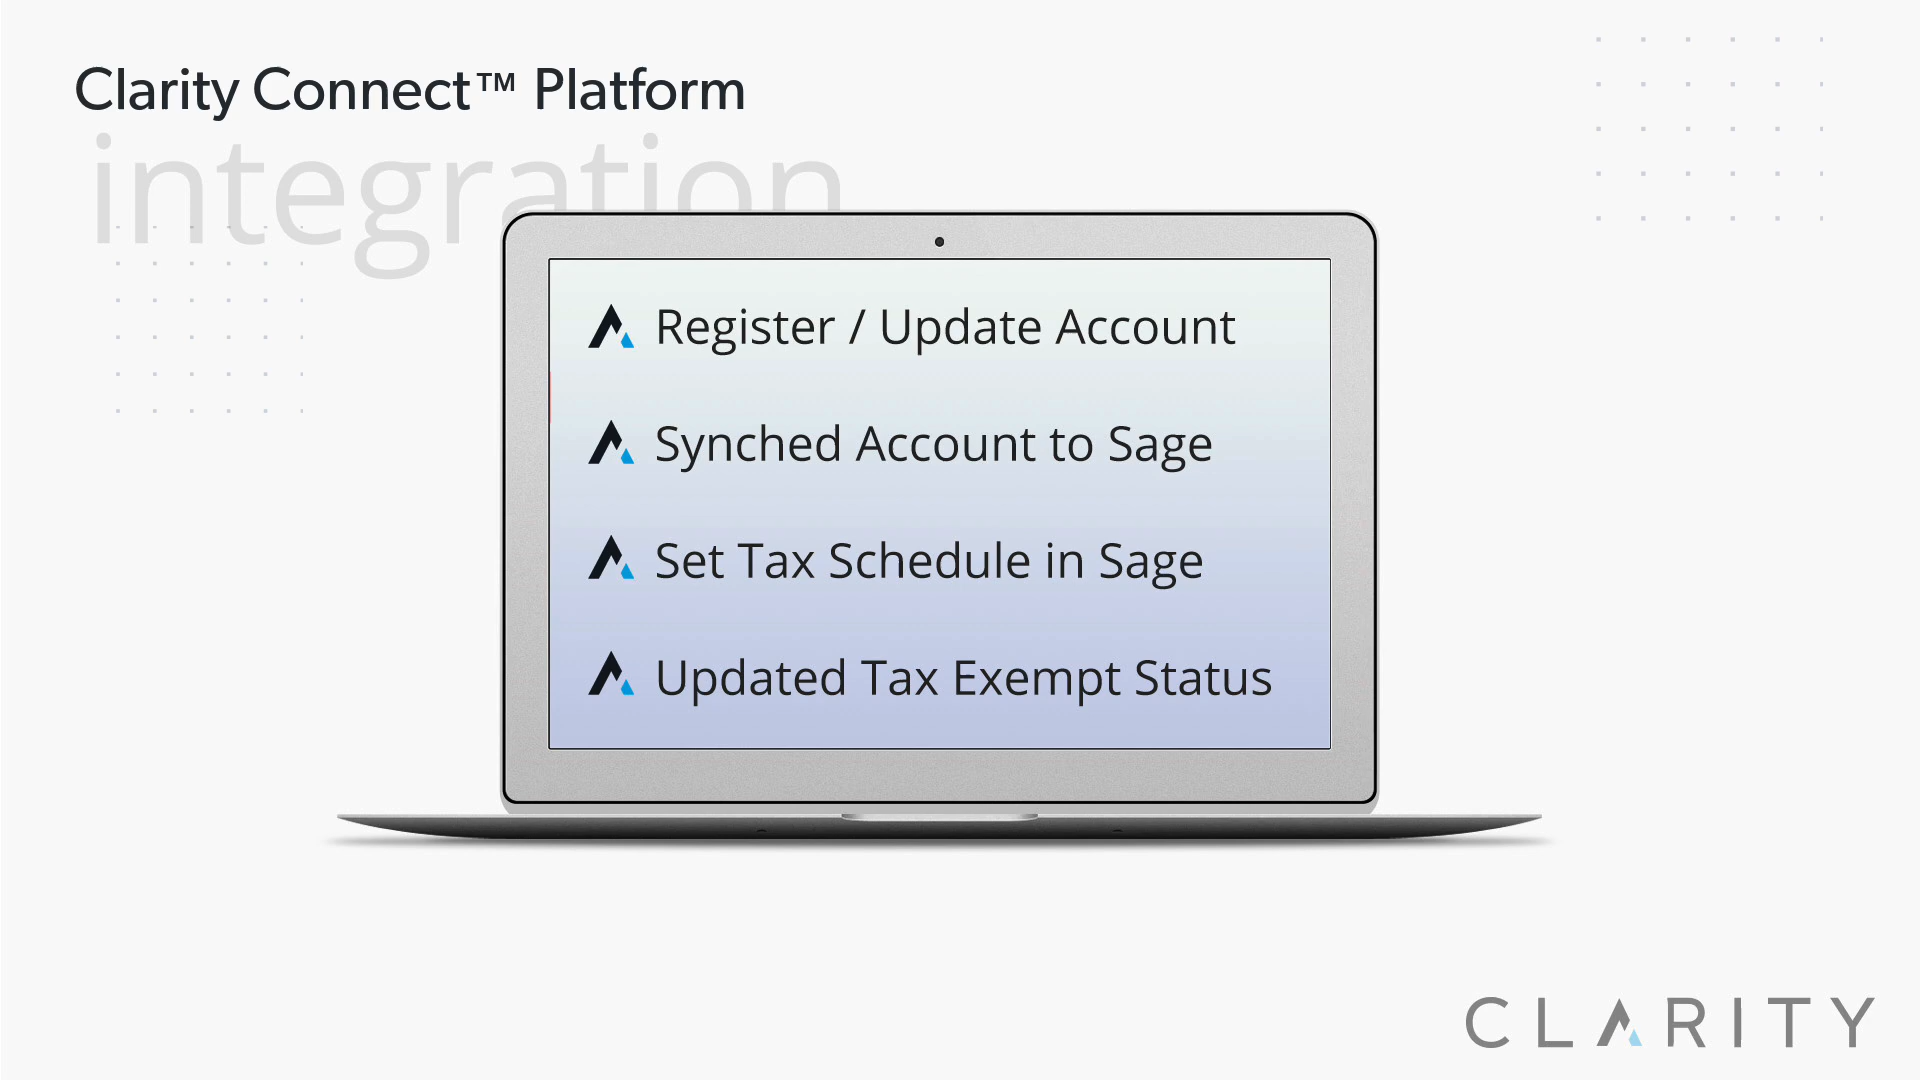 Clarity Connect™ Platform
integration
Register / Update Account
Synched Account to Sage
Set Tax Schedule in Sage
Updated Tax Exempt Status
CLARITY